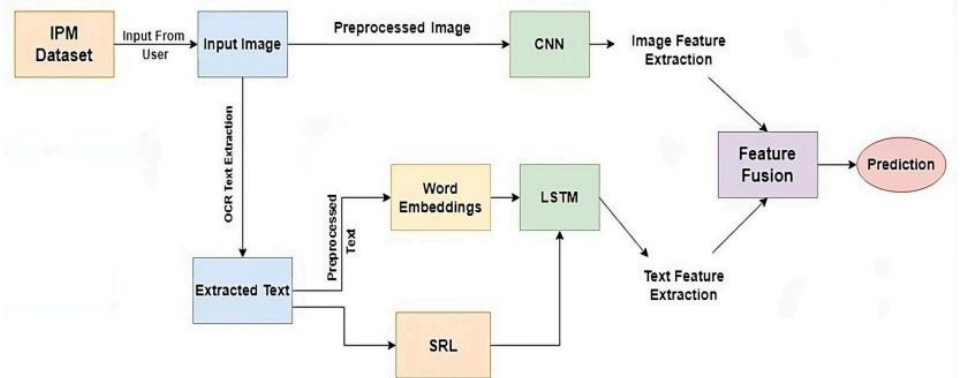 IPM
Dataset
Input From
User
Input Image
Preprocessed Image
CNN
Image Feature
Extraction
OCR Text Extraction
Feature
Fusion
Prediction
Preprocessed
Text
Word
Embeddings
LSTM
Text Feature
Extraction
Extracted Text
SRL